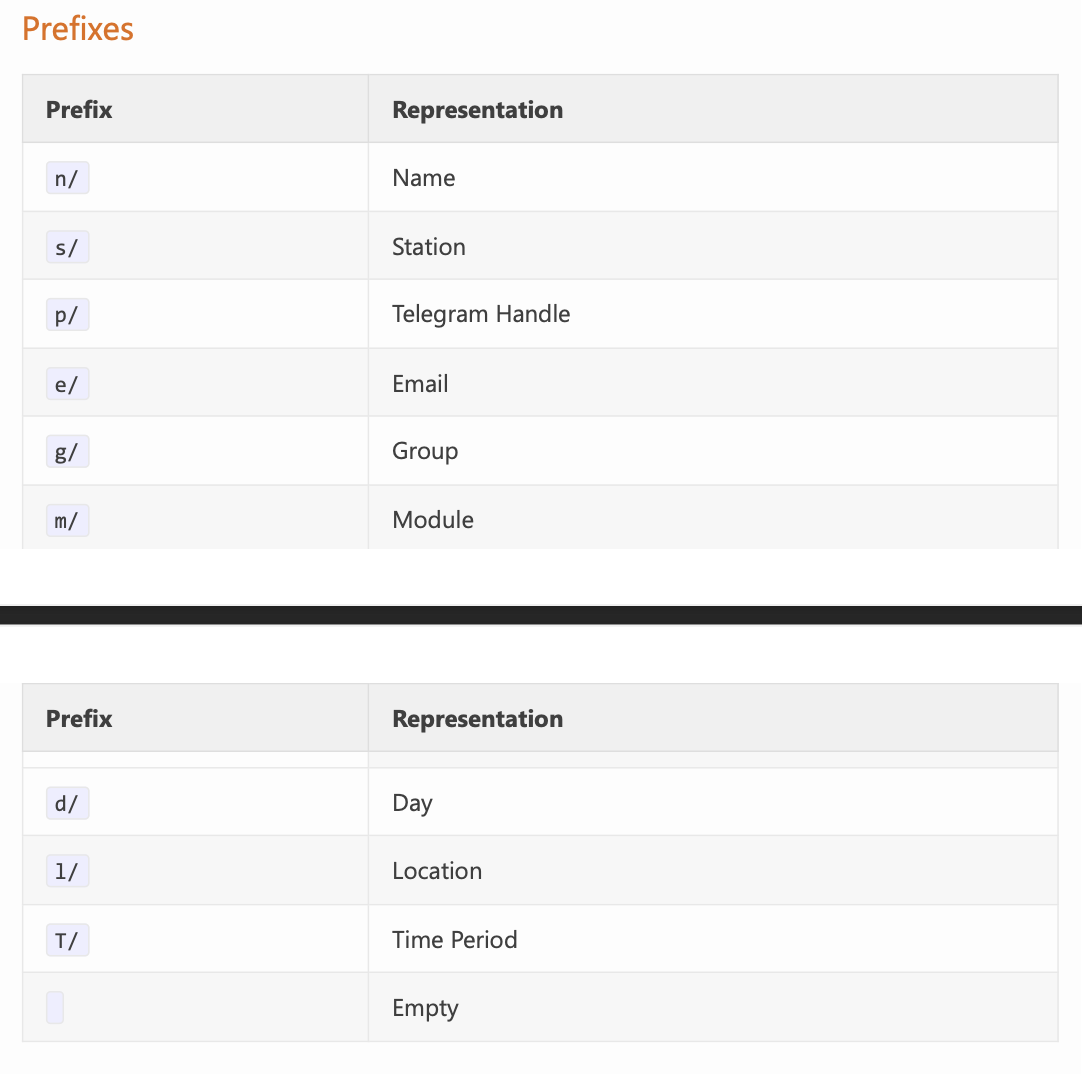 Prefixes
Prefix Representation
n/ Name
s/ Station
p/ Telegram Handle
e/ Email
g/ Group
m/ Module
Prefix Representation
d/ Day
l/ Location
T/ Time Period
Empty